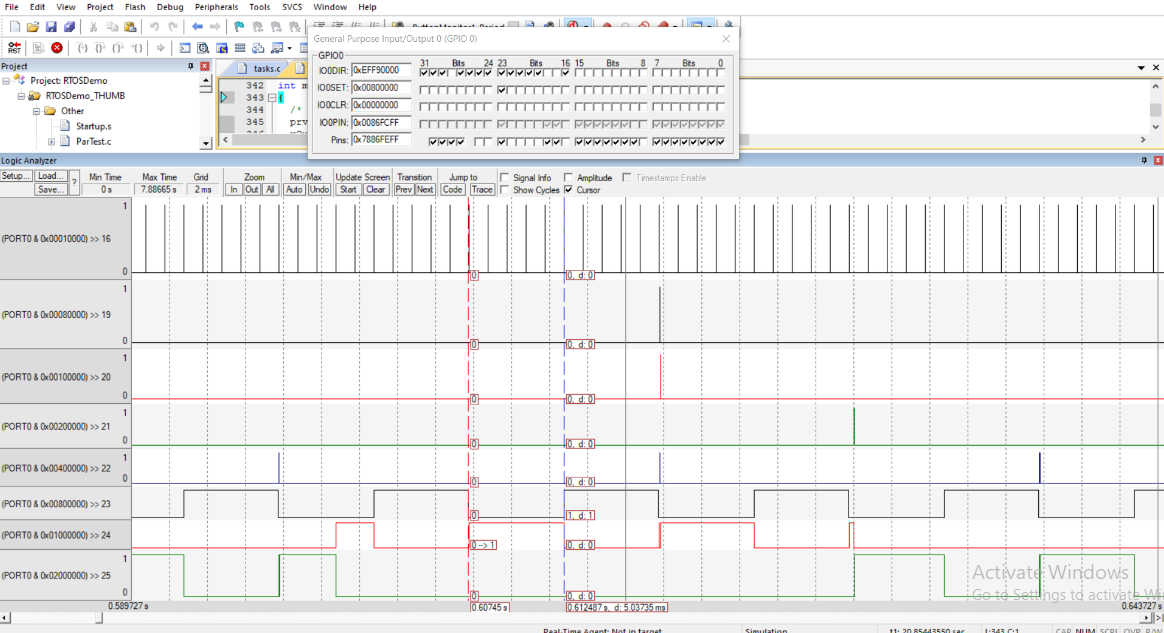 File Edit View Project Flash Debug Peripherals Tools SVCS Window Help
General Purpose Input/Output 0 (GPIO 0)
GPIO0
31 Bits 24 23 Bits 16 15 Bits 8 7 Bits 0
IO0DIR: 0xEFF90000
IO0SET: 0x00800000
IO0CLR: 0x00000000
IO0PIN: 0x0086FCFF
Pins: 0x7886FEFF
RST
Project
Project: RTOSDemo
RTOSDemo_THUMB
Other
Startup.s
ParTest.c
tasks.c
342 int m
343 {
344 /*
345 prv
Logic Analyzer
Setup... Load... Save... ?
Min Time Max Time Grid Zoom Min/Max Update Screen Transition Jump to Signal Info Amplitude Timestamps Enable
0 s 7.88665 s 2 ms In Out All Auto Undo Start Clear Prev Next Code Trace Show Cycles Cursor
1
(PORT0 & 0x00010000) >> 16
0
0 0, d: 0
1
(PORT0 & 0x00080000) >> 19
0
0 0, d: 0
1
(PORT0 & 0x00100000) >> 20
0
0 0, d: 0
1
(PORT0 & 0x00200000) >> 21
0
0 0, d: 0
1
(PORT0 & 0x00400000) >> 22
0
0 0, d: 0
(PORT0 & 0x00800000) >> 23
0 1, d: 1
(PORT0 & 0x01000000) >> 24
0 --> 1 0, d: 0
1
(PORT0 & 0x02000000) >> 25
0
0 0, d: 0
0.589727 s 0.60745 s 0.612487 s, d: 5.03735 ms 0.643727 s
Activate Windows
Go to Settings to activate Wi
Real-Time Agent: Not in target Simulation t1: 20.85443550 sec L:343 C:1 CAP NUM SCRL OVR R/W